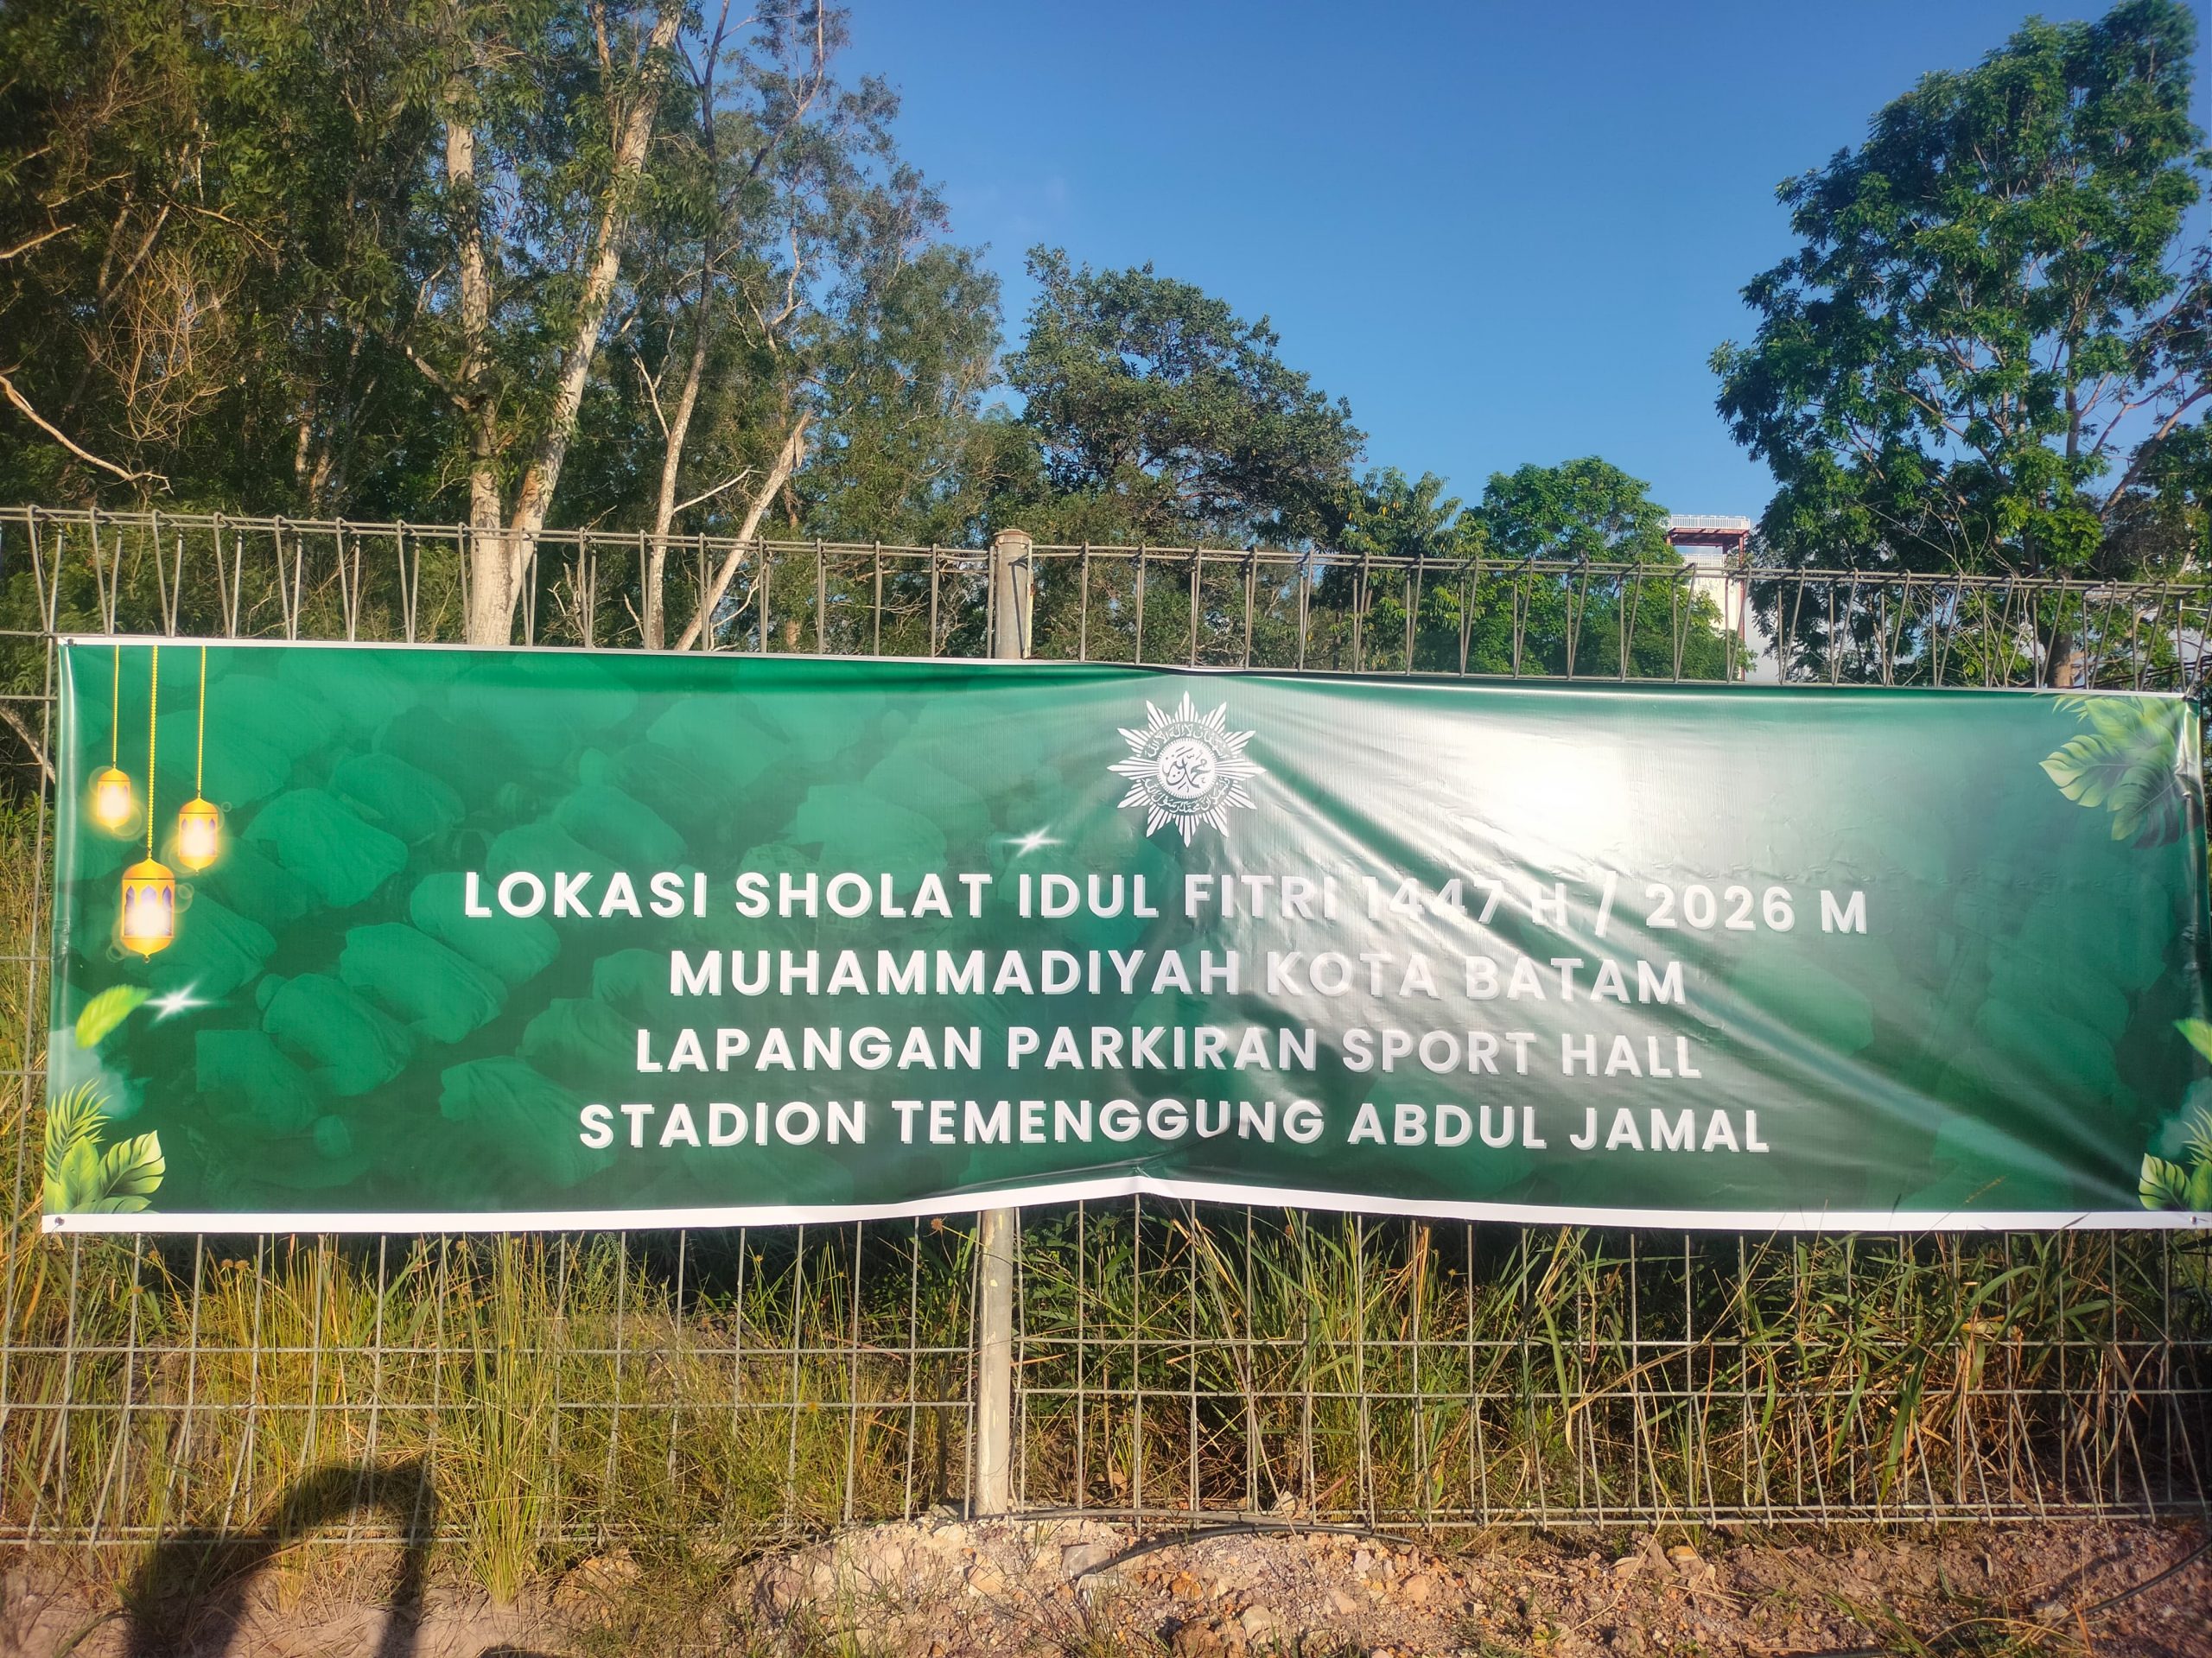 LOKASI SHOLAT IDUL FITRI 1447 H / 2026 M
MUHAMMADIYAH KOTA BATAM
LAPANGAN PARKIRAN SPORT HALL
STADION TEMENGGUNG ABDUL JAMAL